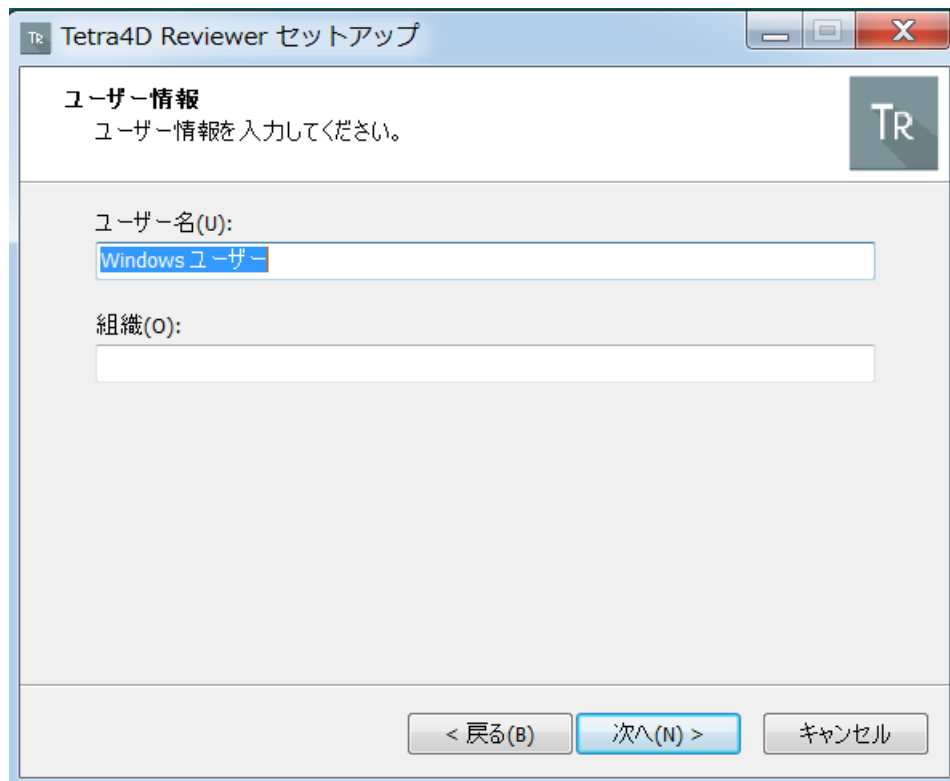 TR Tetra4D Reviewer セットアップ
ユーザー情報
ユーザー情報を入力してください。
TR
ユーザー名(U):
Windows ユーザー
組織(O):
< 戻る(B) 次へ(N) > キャンセル